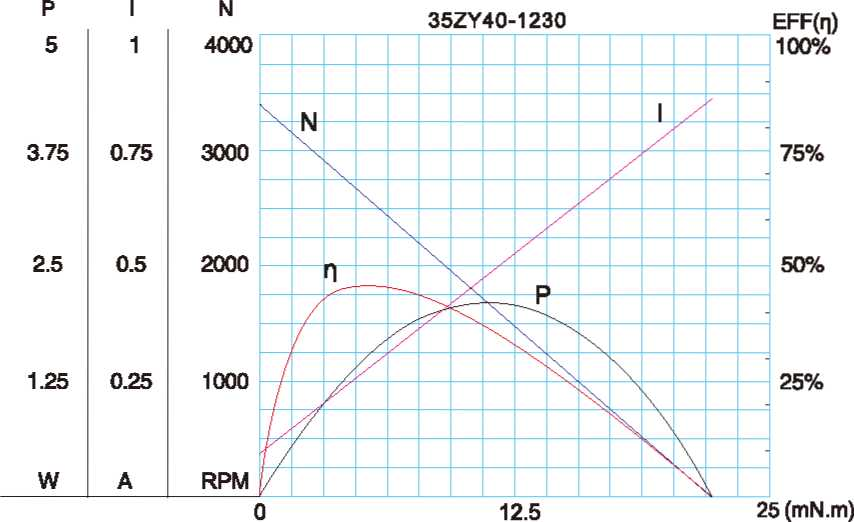 P I N 35ZY40-1230 EFF(η)
5 1 4000 100%
N I
3.75 0.75 3000 75%
2.5 0.5 2000 η 50%
P
1.25 0.25 1000 25%
W A RPM
0 12.5 25 (mN.m)